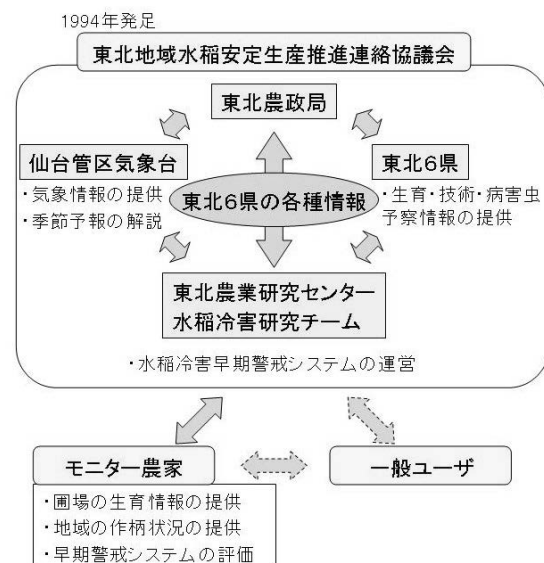 1994年発足
東北地域水稲安定生産推進連絡協議会
東北農政局
仙台管区気象台
・気象情報の提供
・季節予報の解説
東北6県
・生育・技術・病害虫
予察情報の提供
東北6県の各種情報
東北農業研究センター
水稲冷害研究チーム
・水稲冷害早期警戒システムの運営
モニター農家
・圃場の生育情報の提供
・地域の作柄状況の提供
・早期警戒システムの評価
一般ユーザ